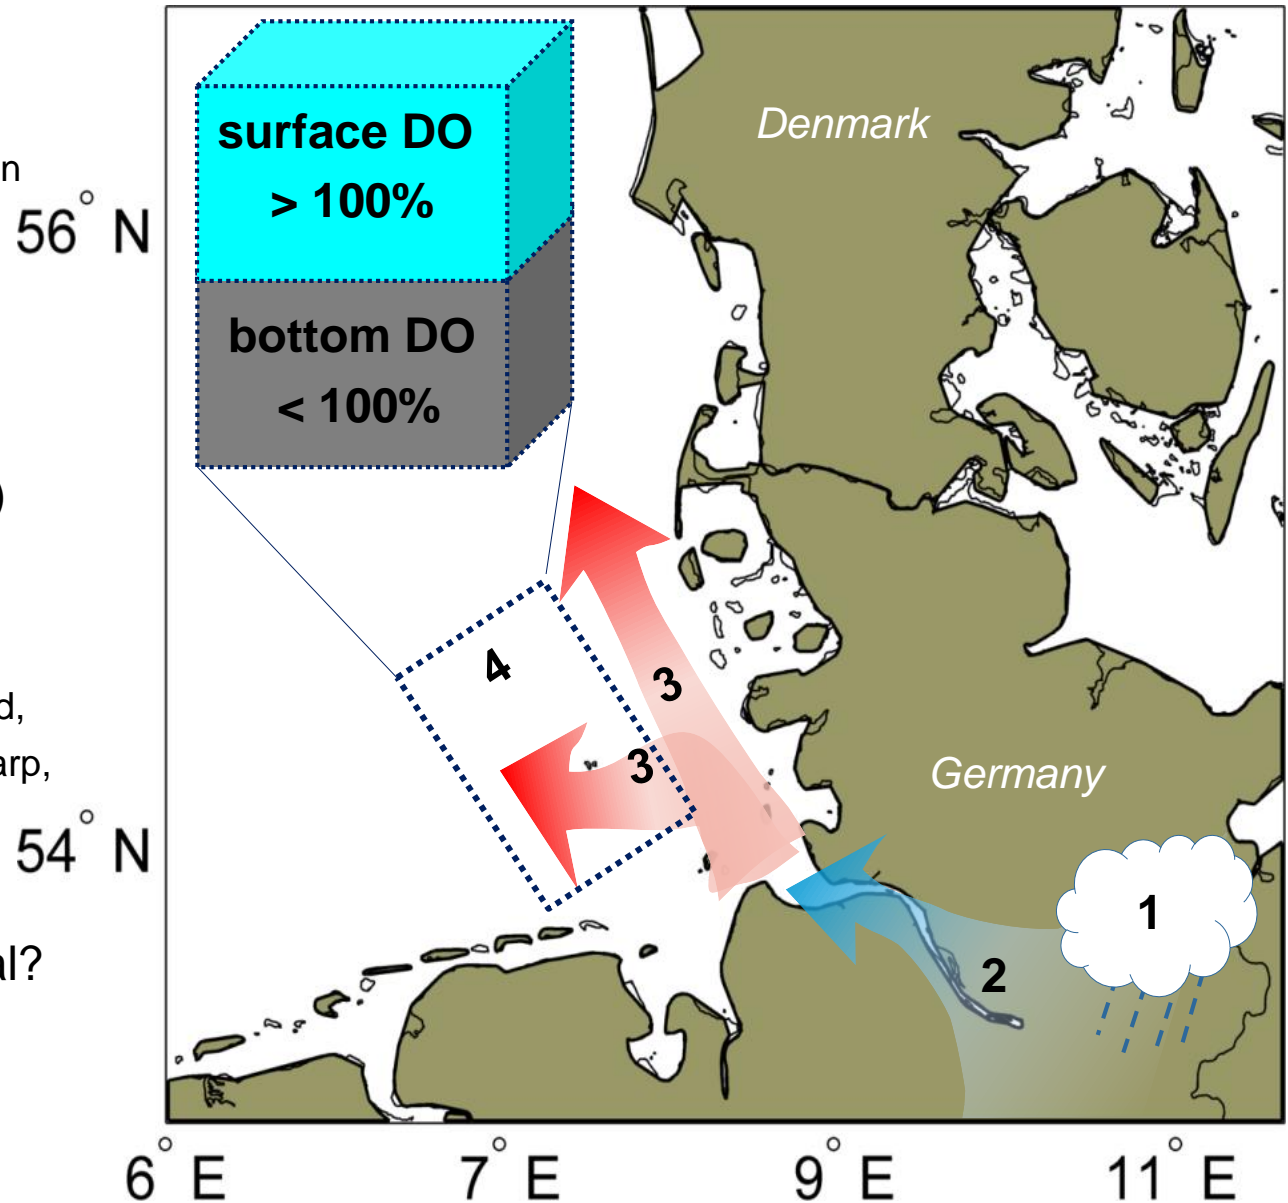 n
56° N
)
d,
arp,
54° N
al?
surface DO
> 100%
bottom DO
< 100%
Denmark
4
3
3
Germany
1
2
6° E
7° E
9° E
11° E